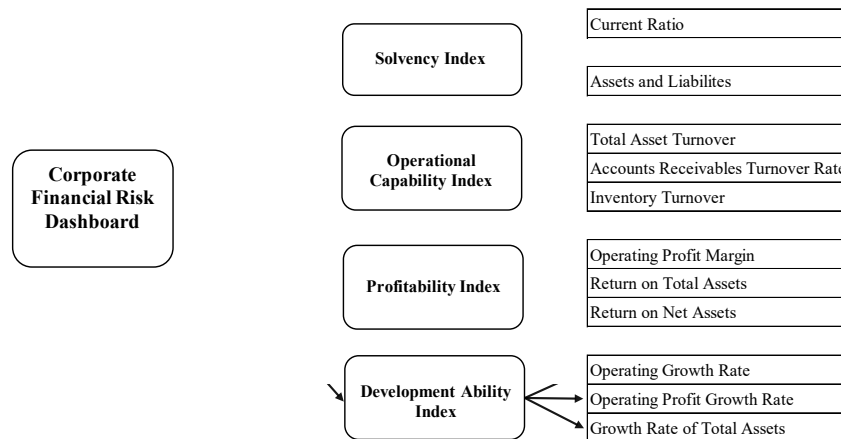 Current Ratio
Solvency Index
Assets and Liabilites
Total Asset Turnover
Operational
Capability Index
Accounts Receivables Turnover Rate
Inventory Turnover
Corporate
Financial Risk
Dashboard
Operating Profit Margin
Profitability Index
Return on Total Assets
Return on Net Assets
Operating Growth Rate
Development Ability
Index
Operating Profit Growth Rate
Growth Rate of Total Assets